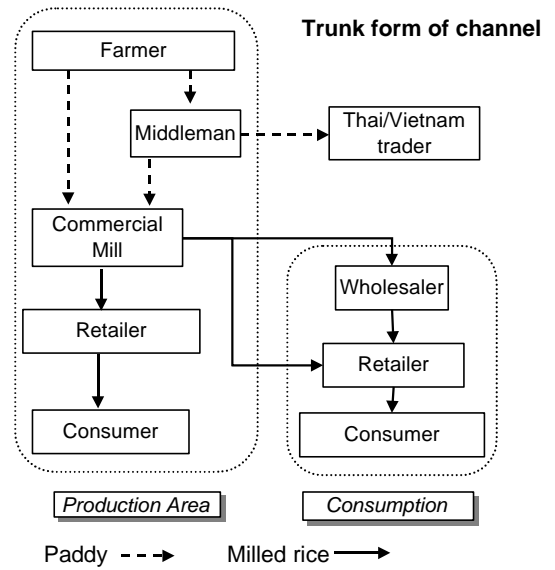 Trunk form of channel
Farmer
Middleman
Thai/Vietnam
trader
Commercial
Mill
Wholesaler
Retailer
Retailer
Consumer
Consumer
Production Area
Consumption
Paddy
Milled rice